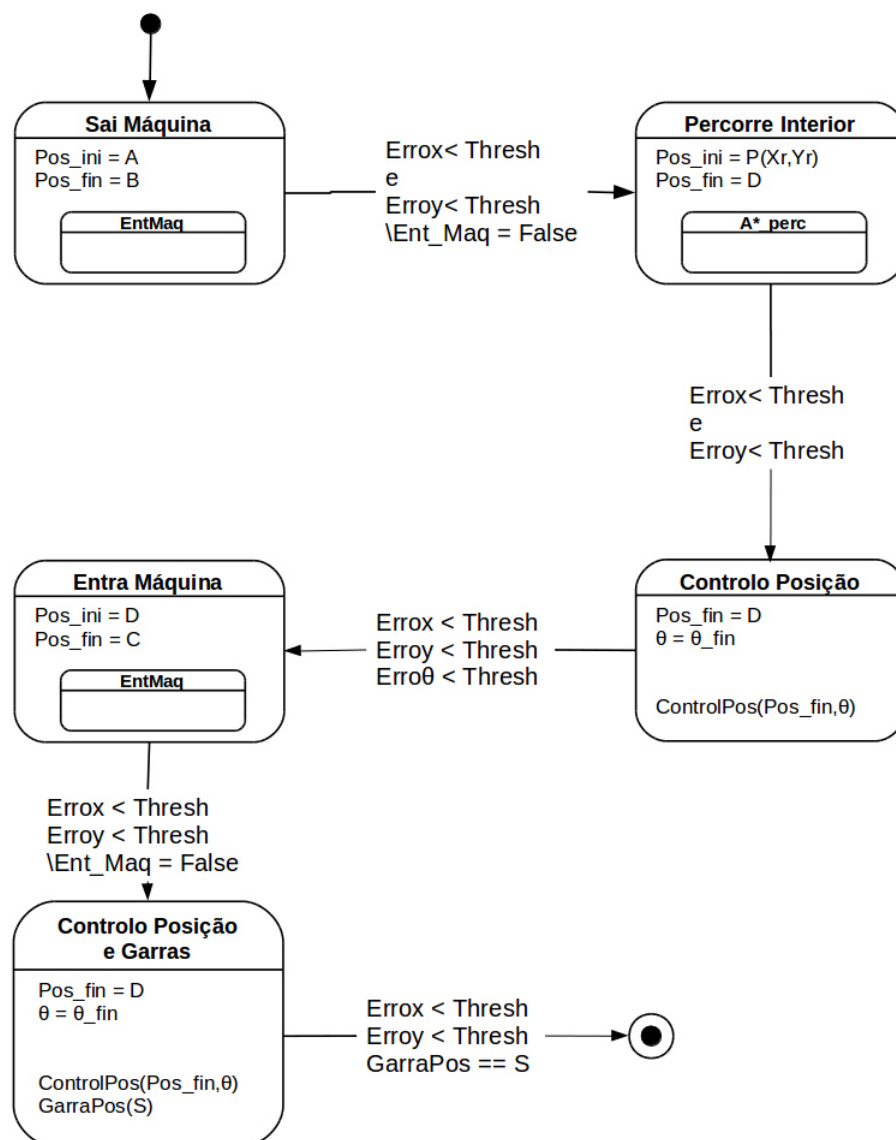 Sai Máquina
Pos_ini = A
Pos_fin = B
EntMaq
Errox< Thresh
e
Erroy< Thresh
\Ent_Maq = False
Percorre Interior
Pos_ini = P(Xr,Yr)
Pos_fin = D
A*_perc
Errox< Thresh
e
Erroy< Thresh
Controlo Posição
Pos_fin = D
θ = θ_fin
ControlPos(Pos_fin,θ)
Errox < Thresh
Erroy < Thresh
Erroθ < Thresh
Entra Máquina
Pos_ini = D
Pos_fin = C
EntMaq
Errox < Thresh
Erroy < Thresh
\Ent_Maq = False
Controlo Posição
e Garras
Pos_fin = D
θ = θ_fin
ControlPos(Pos_fin,θ)
GarraPos(S)
Errox < Thresh
Erroy < Thresh
GarraPos == S